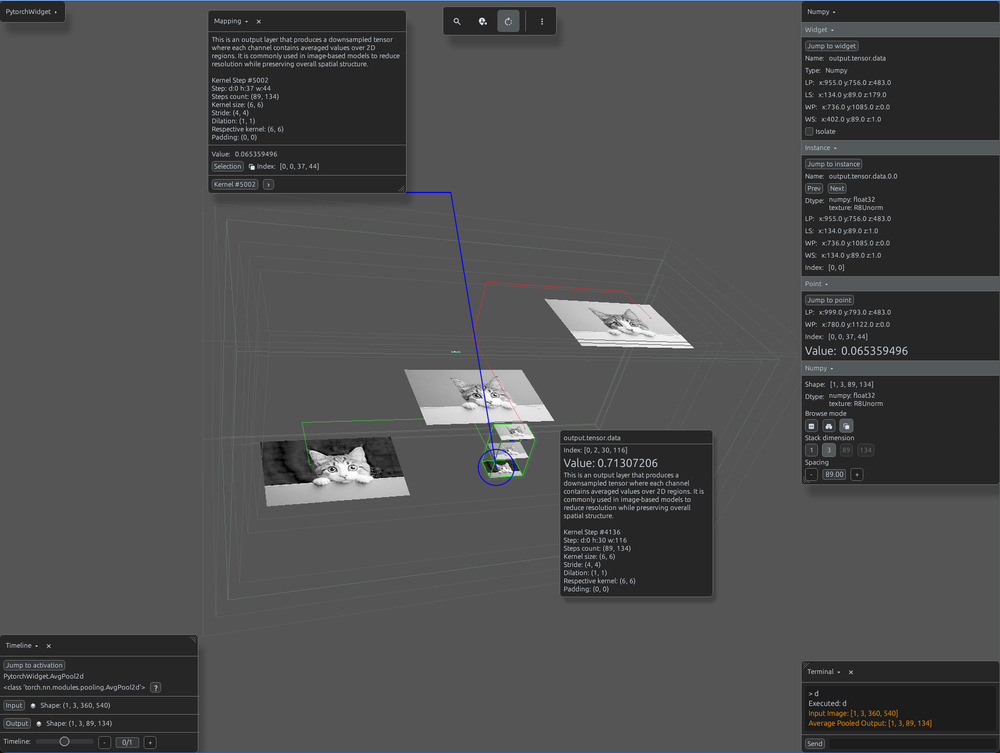 PytorchWidget
Mapping
This is an output layer that produces a downsampled tensor
where each channel contains averaged values over 2D
regions. It is commonly used in image-based models to reduce
resolution while preserving overall spatial structure.
Kernel Step #5002
Step: d:0 h:37 w:44
Steps count: (89, 134)
Kernel size: (6, 6)
Stride: (4, 4)
Dilation: (1, 1)
Respective kernel: (6, 6)
Padding: (0, 0)
Value: 0.065359496
Selection Index: [0, 0, 37, 44]
Kernel #5002 ›
output.tensor.data
Index: [0, 2, 30, 116]
Value: 0.71307206
This is an output layer that produces a
downsampled tensor where each channel
contains averaged values over 2D regions. It is
commonly used in image-based models to
reduce resolution while preserving overall
spatial structure.
Kernel Step #4136
Step: d:0 h:30 w:116
Steps count: (89, 134)
Kernel size: (6, 6)
Stride: (4, 4)
Dilation: (1, 1)
Respective kernel: (6, 6)
Padding: (0, 0)
Numpy
Widget
Jump to widget
Name: output.tensor.data
Type: Numpy
LP: x:955.0 y:756.0 z:483.0
LS: x:134.0 y:89.0 z:179.0
WP: x:736.0 y:1085.0 z:0.0
WS: x:402.0 y:89.0 z:1.0
Isolate
Instance
Jump to instance
Name: output.tensor.data.0.0
Prev Next
Dtype: numpy: float32
texture: R8Unorm
LP: x:955.0 y:756.0 z:483.0
LS: x:134.0 y:89.0 z:1.0
WP: x:736.0 y:1085.0 z:0.0
WS: x:134.0 y:89.0 z:1.0
Index: [0, 0]
Point
Jump to point
LP: x:999.0 y:793.0 z:483.0
WP: x:780.0 y:1122.0 z:0.0
Index: [0, 0, 37, 44]
Value: 0.065359496
Numpy
Shape: [1, 3, 89, 134]
Dtype: numpy: float32
texture: R8Unorm
Browse mode
Stack dimension
1 3 89 134
Spacing
- 89.00 +
Timeline
Jump to activation
PytorchWidget.AvgPool2d
<class 'torch.nn.modules.pooling.AvgPool2d'> ?
Input Shape: (1, 3, 360, 540)
Output Shape: (1, 3, 89, 134)
Timeline: - 0/1 +
Terminal
> d
Executed: d
Input Image: [1, 3, 360, 540]
Average Pooled Output: [1, 3, 89, 134]
Send